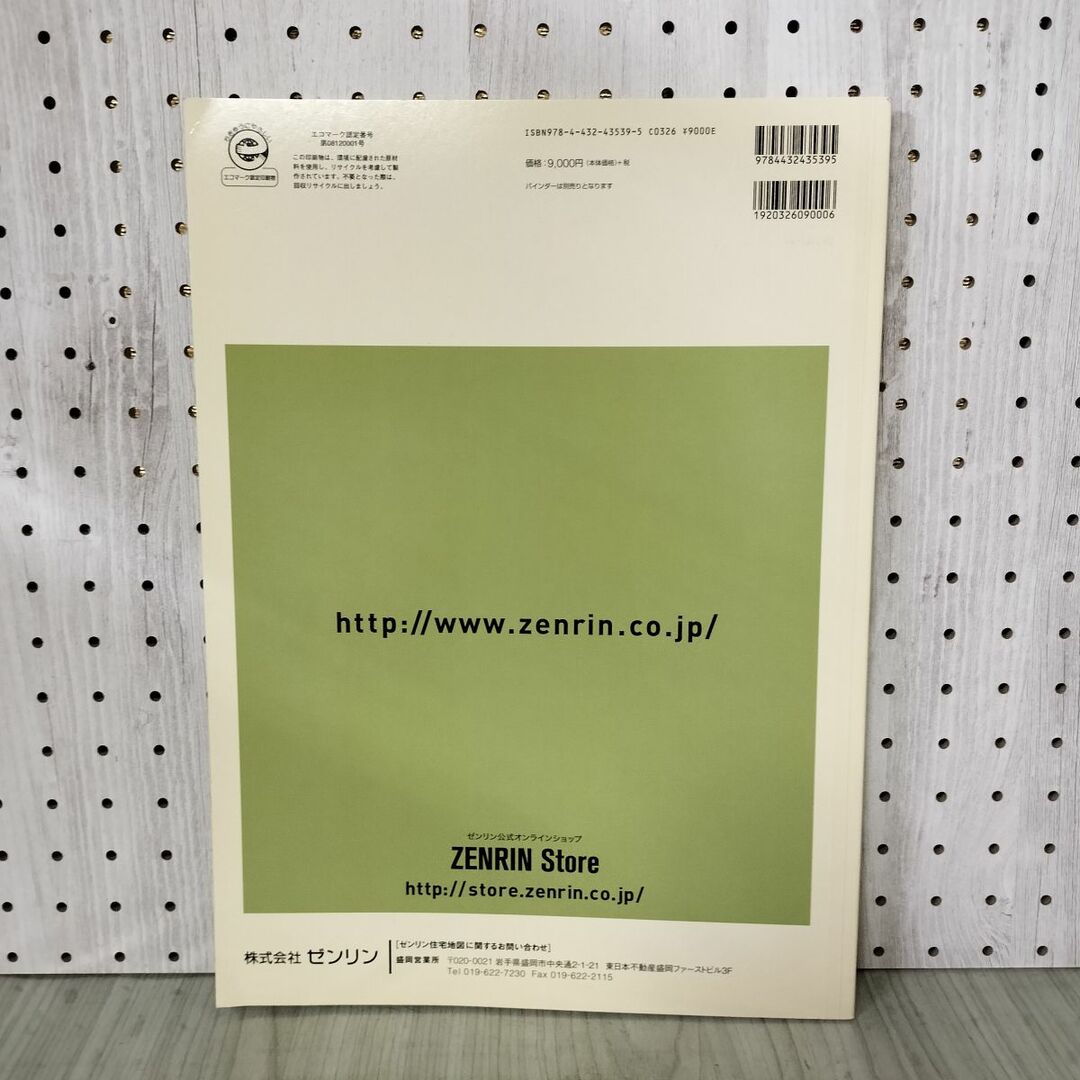 ちきゅうにやさしい
エコマーク認定印刷物
エコマーク認定番号
第08120001号
この印刷物は、環境に配慮された原材
料を使用し、リサイクルを考慮して製
作されています。不要となった際は、
回収リサイクルに出しましょう。
ISBN978-4-432-43539-5 C0326 ¥9000E
価格:9,000円(本体価格)+税
バインダーは別売りとなります
9784432435395
1920326090006
http://www.zenrin.co.jp/
ゼンリン公式オンラインショップ
ZENRIN Store
http://store.zenrin.co.jp/
株式会社 ゼンリン
[ゼンリン住宅地図に関するお問い合わせ]
盛岡営業所 〒020-0021 岩手県盛岡市中央通2-1-21 東日本不動産盛岡ファーストビル3F
Tel 019-622-7230 Fax 019-622-2115